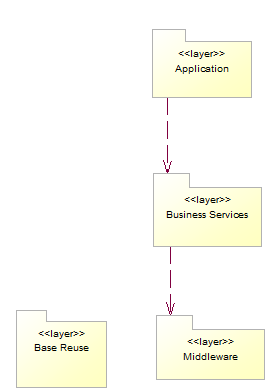 <<layer>>
Application
<<layer>>
Business Services
<<layer>>
Base Reuse
<<layer>>
Middleware